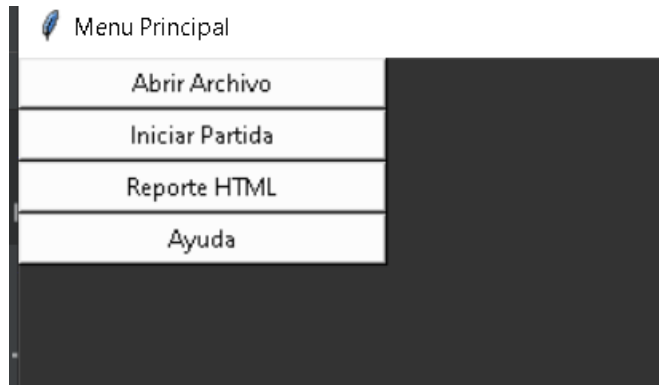 Menu Principal
Abrir Archivo
Iniciar Partida
Reporte HTML
Ayuda